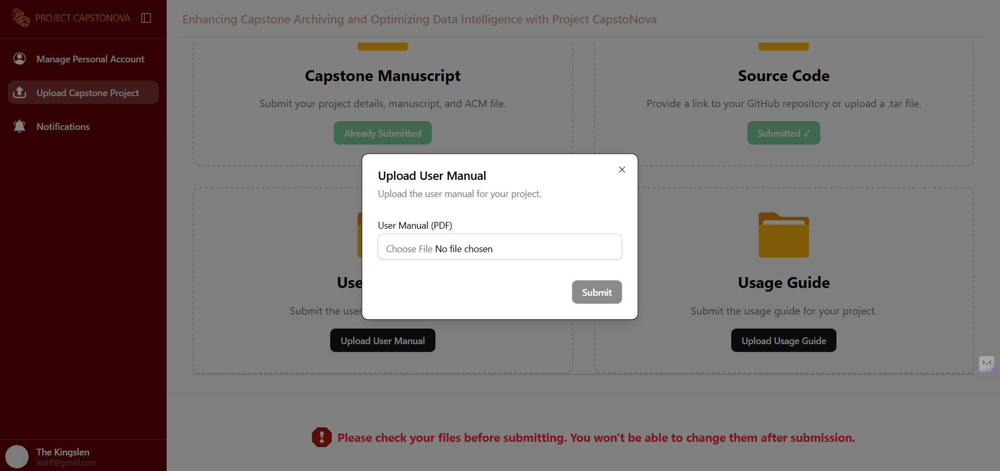 PROJECT CAPSTONOVA
Manage Personal Account
Upload Capstone Project
Notifications
The Kingslen
leahf@gmail.com
Enhancing Capstone Archiving and Optimizing Data Intelligence with Project CapstoNova
Capstone Manuscript
Submit your project details, manuscript, and ACM file.
Already Submitted
Source Code
Provide a link to your GitHub repository or upload a .tar file.
Submitted ✓
Upload User Manual
Upload the user manual for your project.
User Manual (PDF)
Choose File No file chosen
Submit
Use
Submit the user
Upload User Manual
Usage Guide
Submit the usage guide for your project.
Upload Usage Guide
Please check your files before submitting. You won't be able to change them after submission.